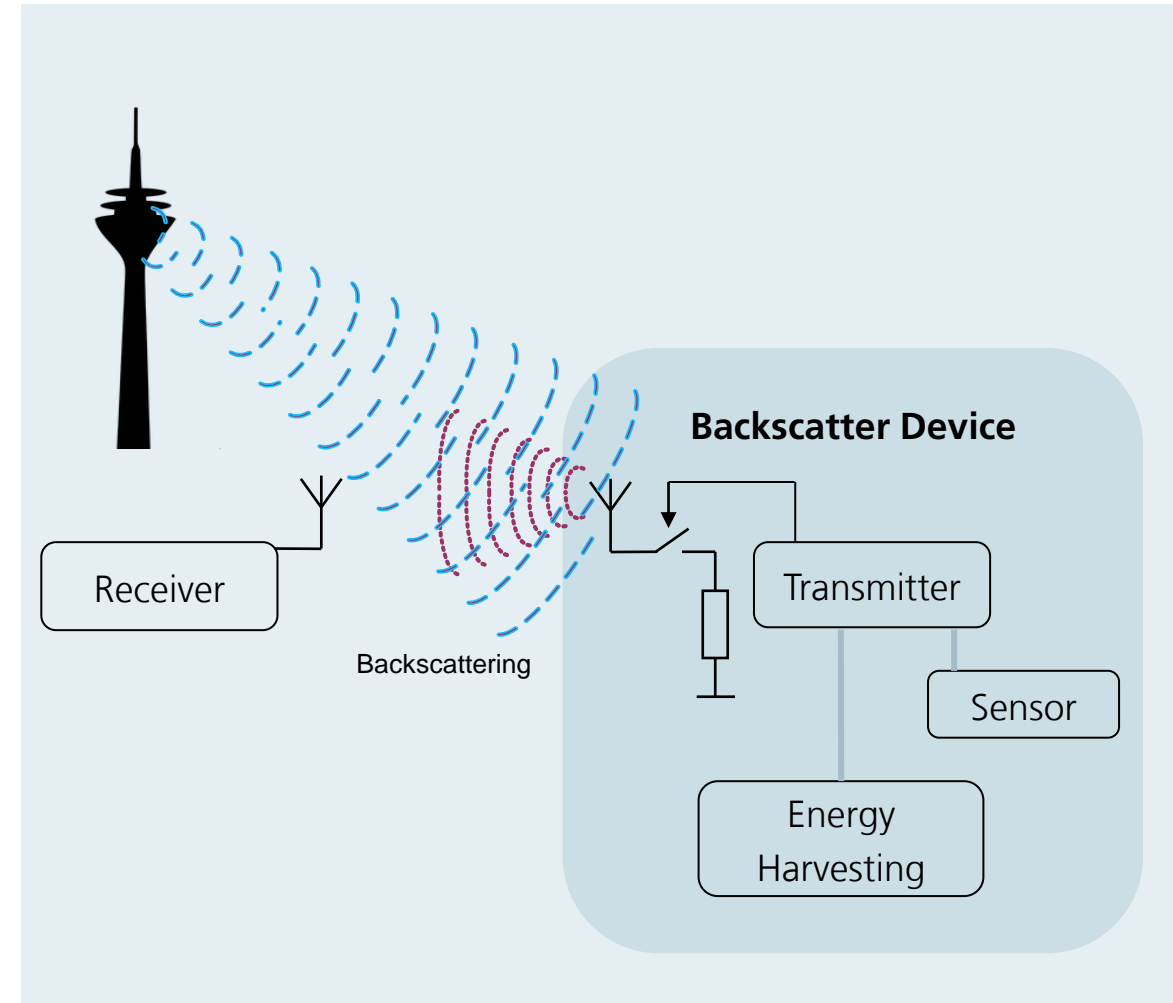 Backscatter Device
Receiver
Transmitter
Backscattering
Sensor
Energy
Harvesting